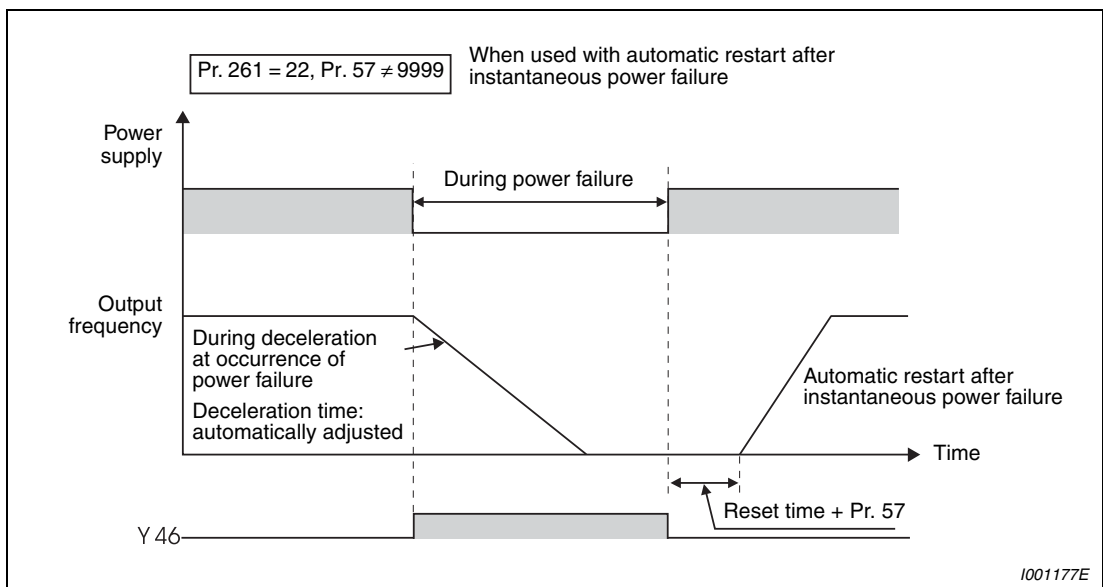 Pr. 261 = 22, Pr. 57 ≠ 9999
When used with automatic restart after
instantaneous power failure
Power
supply
During power failure
Output
frequency
During deceleration
at occurrence of
power failure
Deceleration time:
automatically adjusted
Automatic restart after
instantaneous power failure
Time
Reset time + Pr. 57
Y 46
I001177E